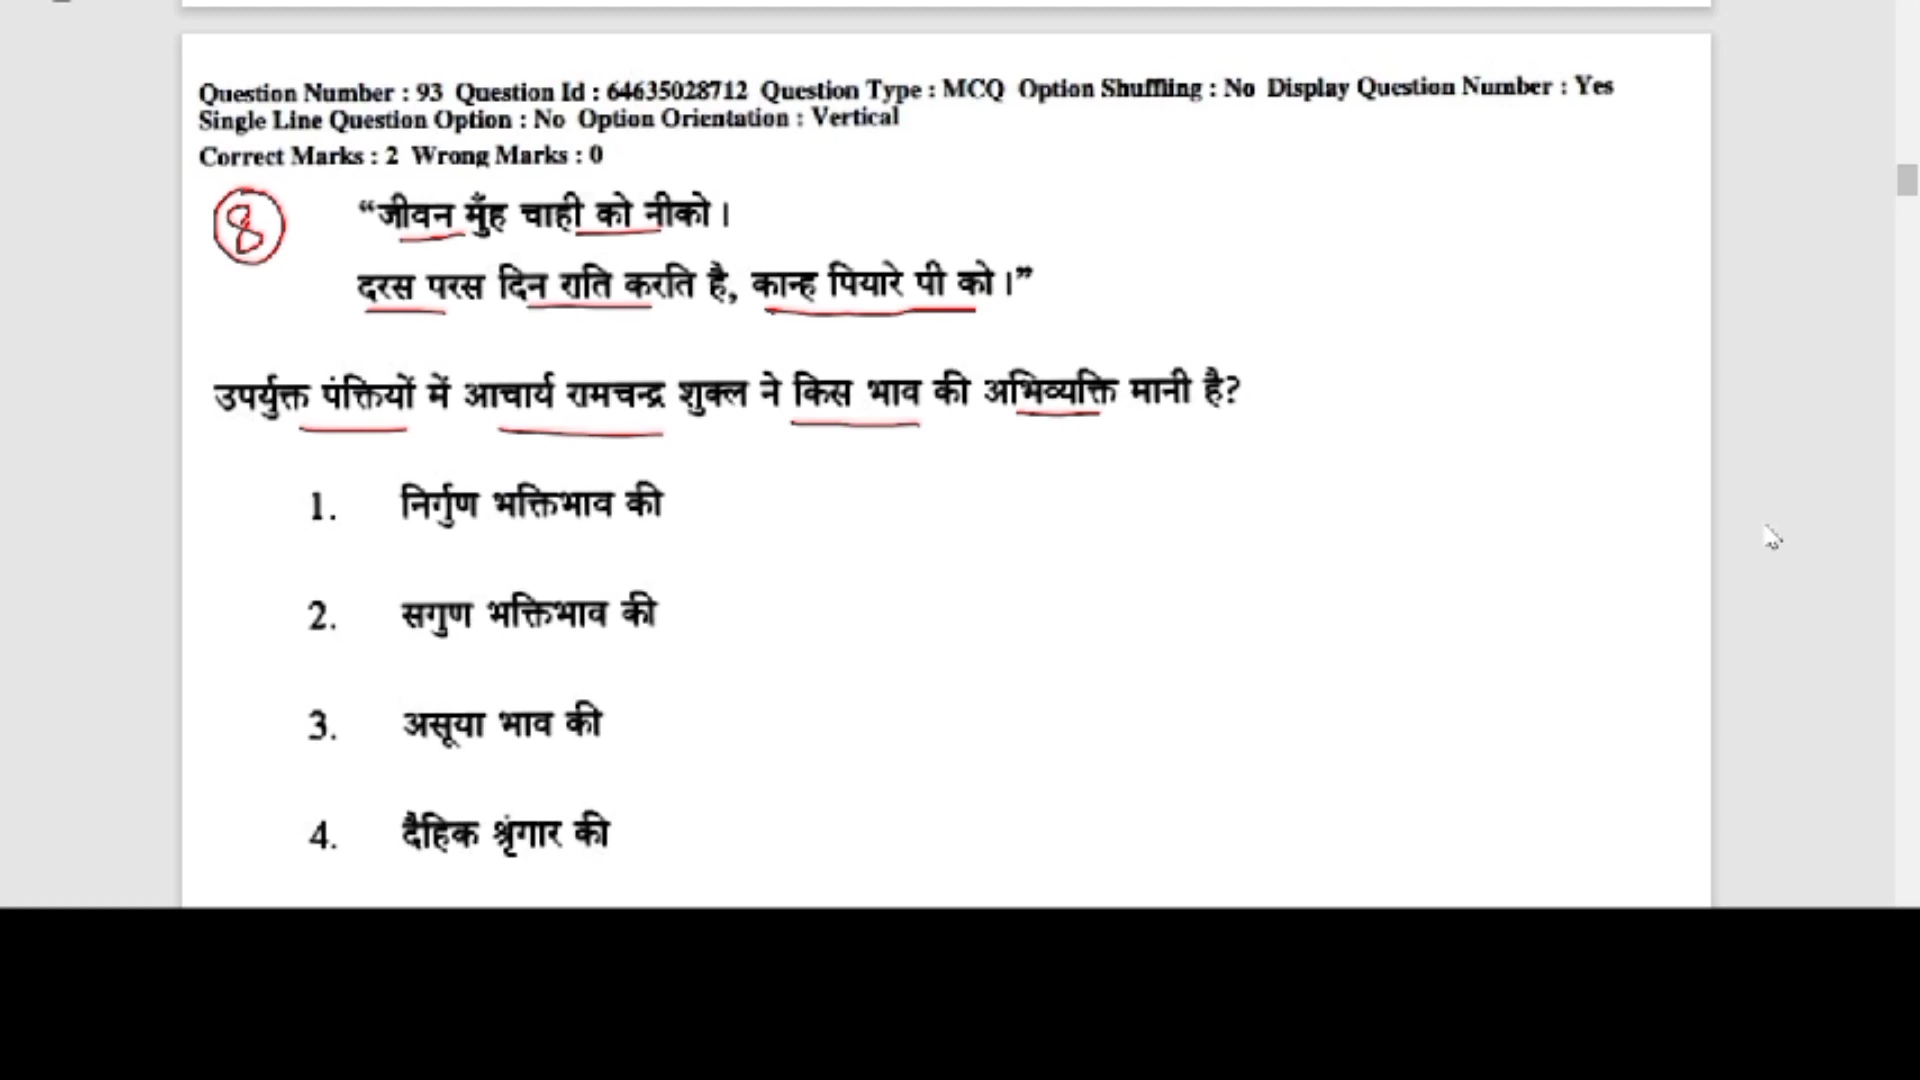 Question Number : 93 Question Id : 64635028712 Question Type : MCQ Option Shuffling : No Display Question Number : Yes
Single Line Question Option : No Option Orientation : Vertical
Correct Marks : 2 Wrong Marks : 0
8 “जीवन मुँह चाही को नीको।
दरस परस दिन राति करति है, कान्ह पियारे पी को।”
उपर्युक्त पंक्तियों में आचार्य रामचन्द्र शुक्ल ने किस भाव की अभिव्यक्ति मानी है?
1. निर्गुण भक्तिभाव की
2. सगुण भक्तिभाव की
3. असूया भाव की
4. दैहिक श्रृंगार की